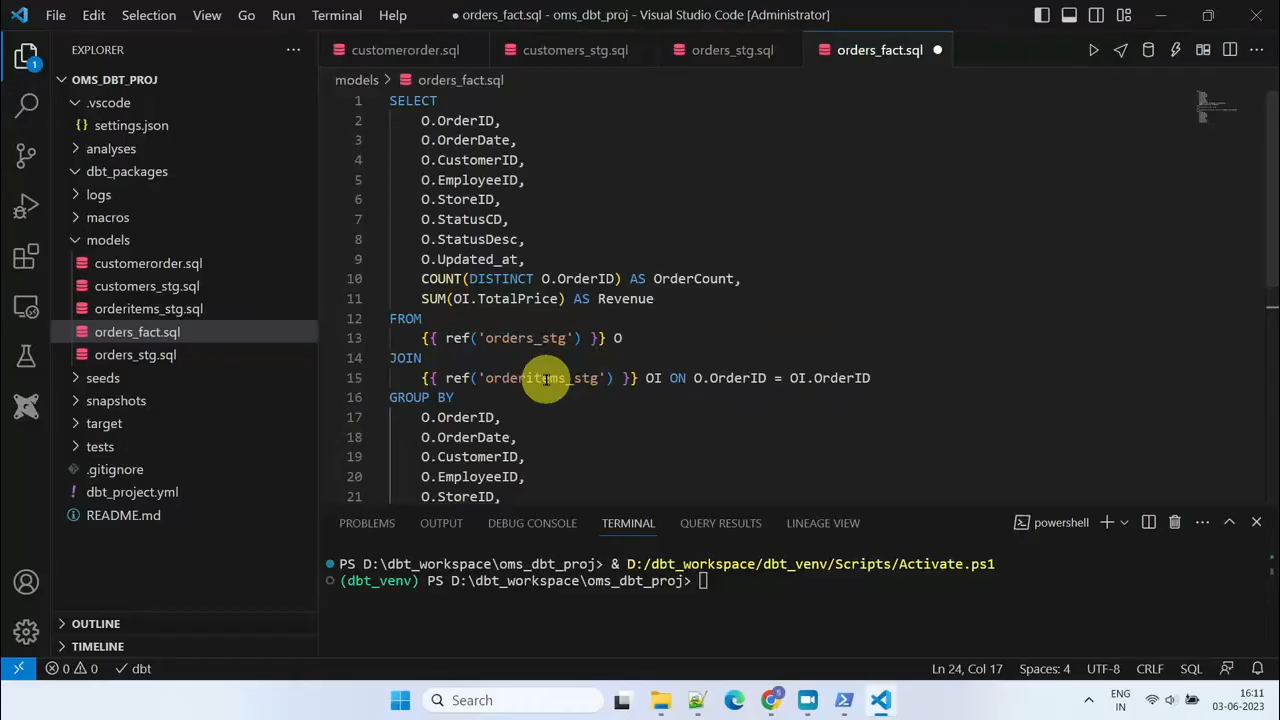 File Edit Selection View Go Run Terminal Help
● orders_fact.sql - oms_dbt_proj - Visual Studio Code [Administrator]
EXPLORER
OMS_DBT_PROJ
.vscode
settings.json
analyses
dbt_packages
logs
macros
models
customerorder.sql
customers_stg.sql
orderitems_stg.sql
orders_fact.sql
orders_stg.sql
seeds
snapshots
target
tests
.gitignore
dbt_project.yml
README.md
OUTLINE
TIMELINE
1
customerorder.sql customers_stg.sql orders_stg.sql orders_fact.sql ●
models > orders_fact.sql
1 SELECT
2 O.OrderID,
3 O.OrderDate,
4 O.CustomerID,
5 O.EmployeeID,
6 O.StoreID,
7 O.StatusCD,
8 O.StatusDesc,
9 O.Updated_at,
10 COUNT(DISTINCT O.OrderID) AS OrderCount,
11 SUM(OI.TotalPrice) AS Revenue
12 FROM
13 {{ ref('orders_stg') }} O
14 JOIN
15 {{ ref('orderitems_stg') }} OI ON O.OrderID = OI.OrderID
16 GROUP BY
17 O.OrderID,
18 O.OrderDate,
19 O.CustomerID,
20 O.EmployeeID,
21 O.StoreID,
PROBLEMS OUTPUT DEBUG CONSOLE TERMINAL QUERY RESULTS LINEAGE VIEW
powershell
PS D:\dbt_workspace\oms_dbt_proj> & D:/dbt_workspace/dbt_venv/Scripts/Activate.ps1
(dbt_venv) PS D:\dbt_workspace\oms_dbt_proj>
0 0 dbt
Ln 24, Col 17 Spaces: 4 UTF-8 CRLF SQL
Search
5
ENG
IN
16:11
03-06-2023